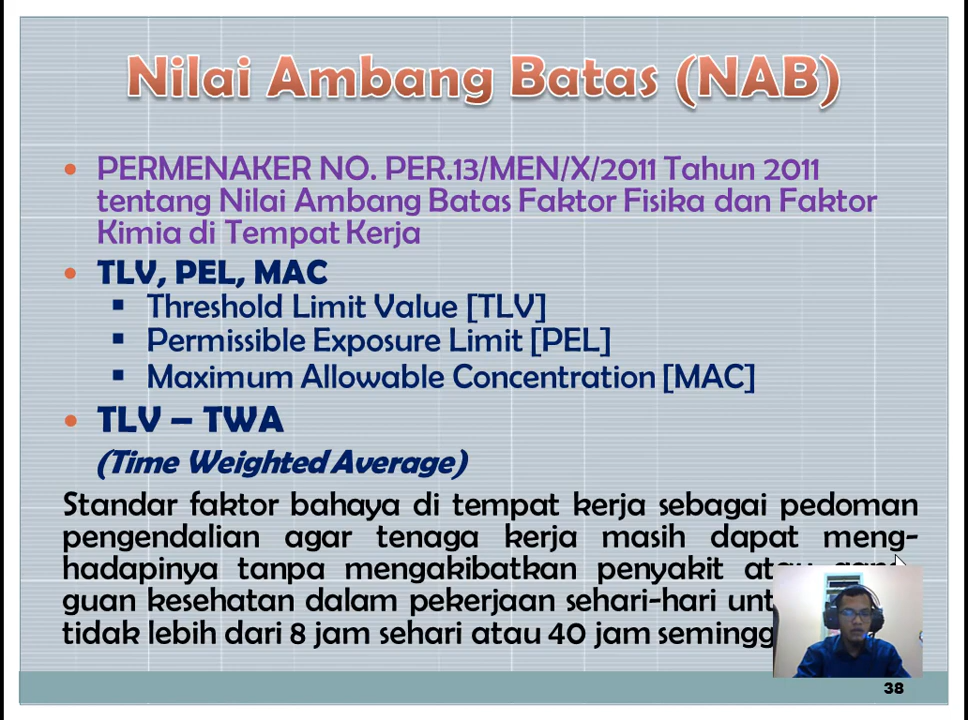 Nilai Ambang Batas (NAB)
• PERMENAKER NO. PER.13/MEN/X/2011 Tahun 2011
tentang Nilai Ambang Batas Faktor Fisika dan Faktor
Kimia di Tempat Kerja
• TLV, PEL, MAC
▪ Threshold Limit Value [TLV]
▪ Permissible Exposure Limit [PEL]
▪ Maximum Allowable Concentration [MAC]
• TLV – TWA
(Time Weighted Average)
Standar faktor bahaya di tempat kerja sebagai pedoman
pengendalian agar tenaga kerja masih dapat meng-
hadapinya tanpa mengakibatkan penyakit
guan kesehatan dalam pekerjaan sehari-hari
tidak lebih dari 8 jam sehari atau 40 jam
38